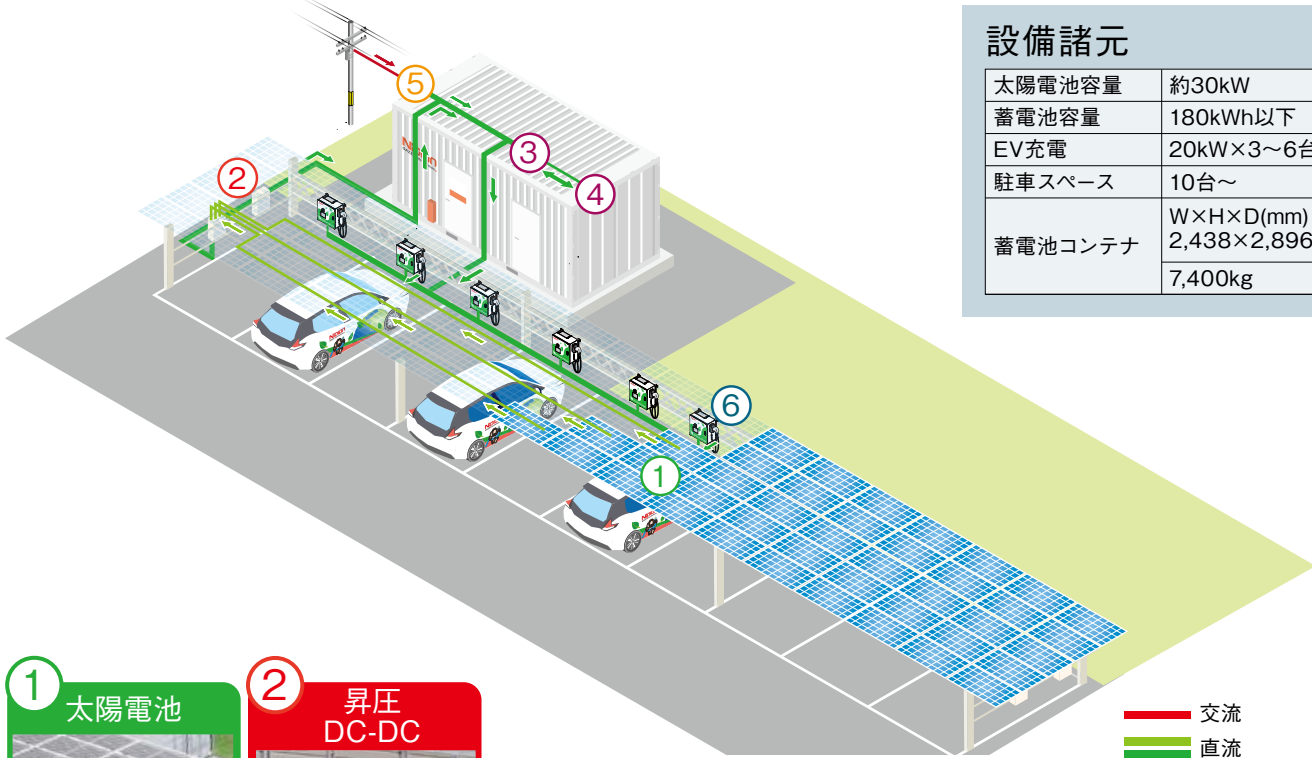 設備諸元
太陽電池容量 約30kW
蓄電池容量 180kWh以下
EV充電 20kW×3〜6台
駐車スペース 10台〜
蓄電池コンテナ W×H×D(mm)
2,438×2,896
7,400kg
⑤
③
④
②
⑥
①
① 太陽電池
② 昇圧
DC-DC
交流
直流